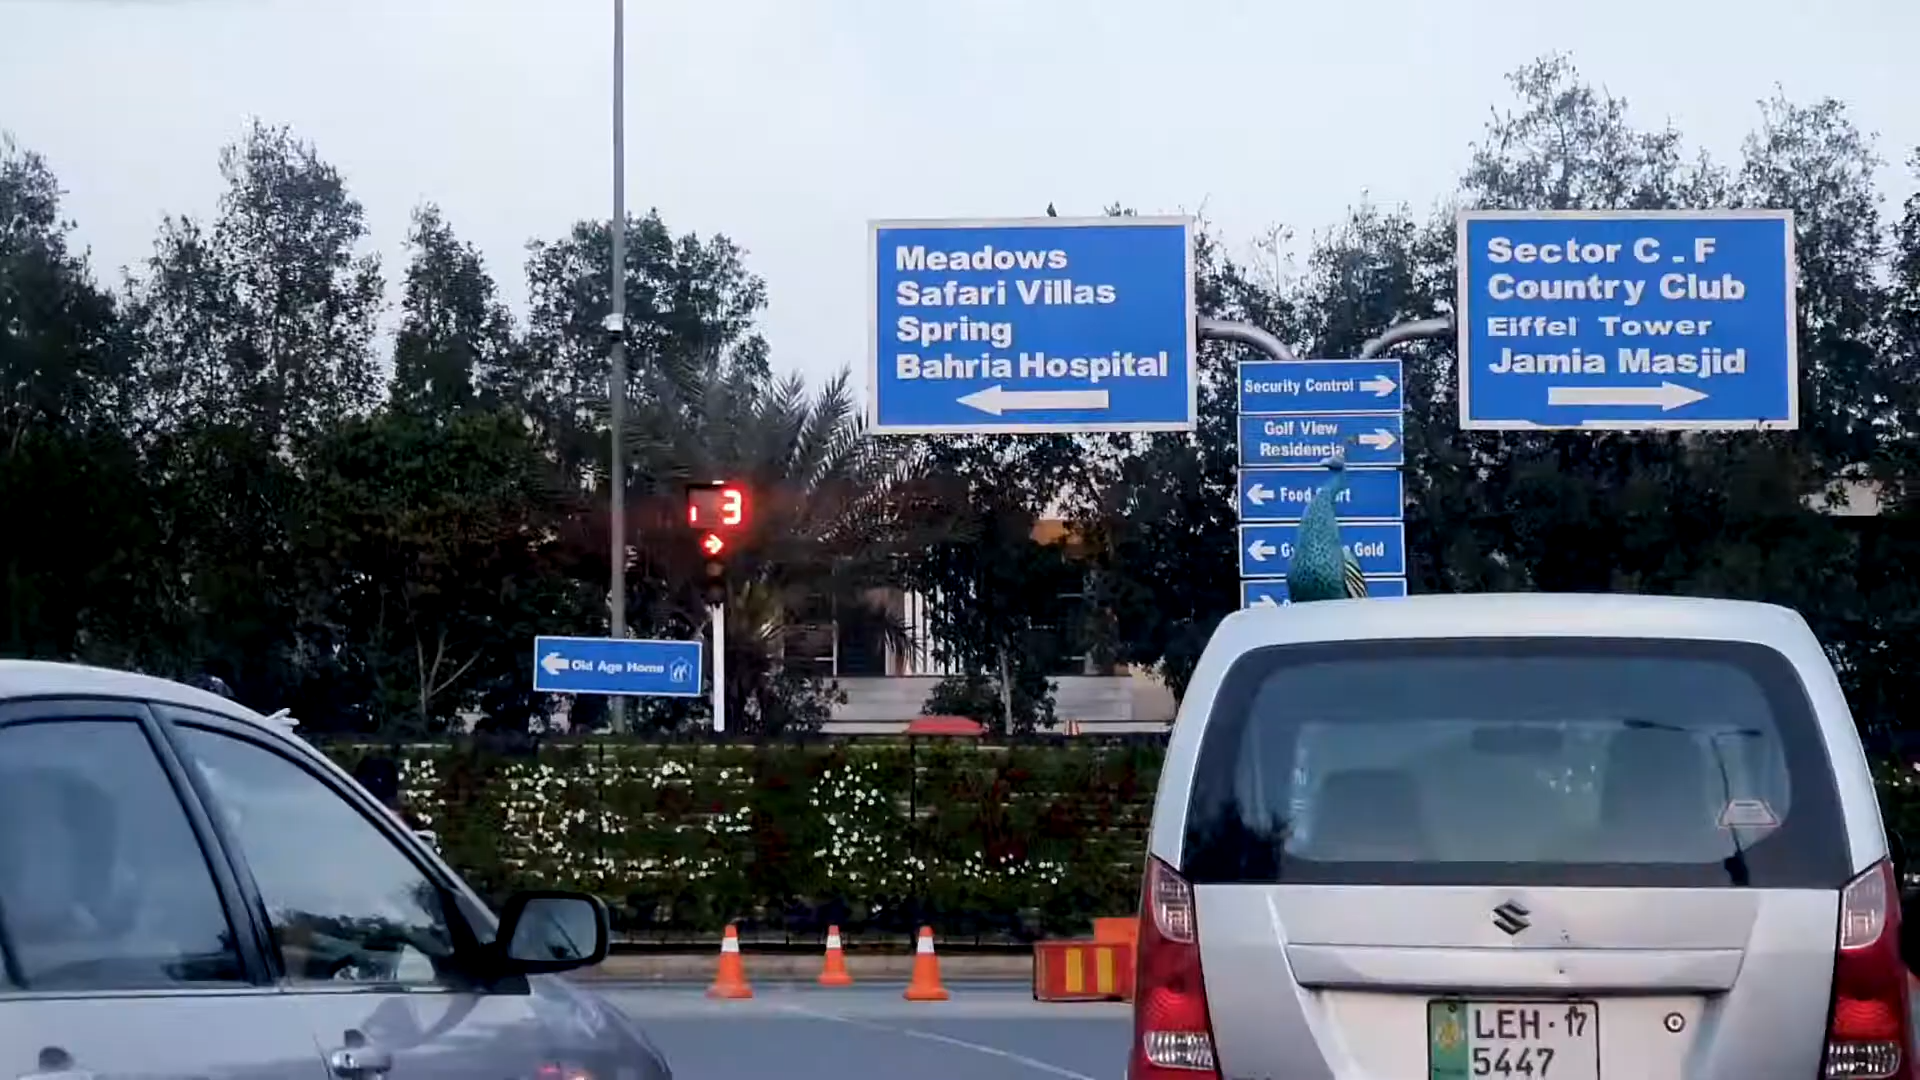 Meadows
Safari Villas
Spring
Bahria Hospital
Sector C - F
Country Club
Eiffel Tower
Jamia Masjid
Security Control
Golf View
Residencia
Food
Gold
3
Old Age Home
LEH·17
5447